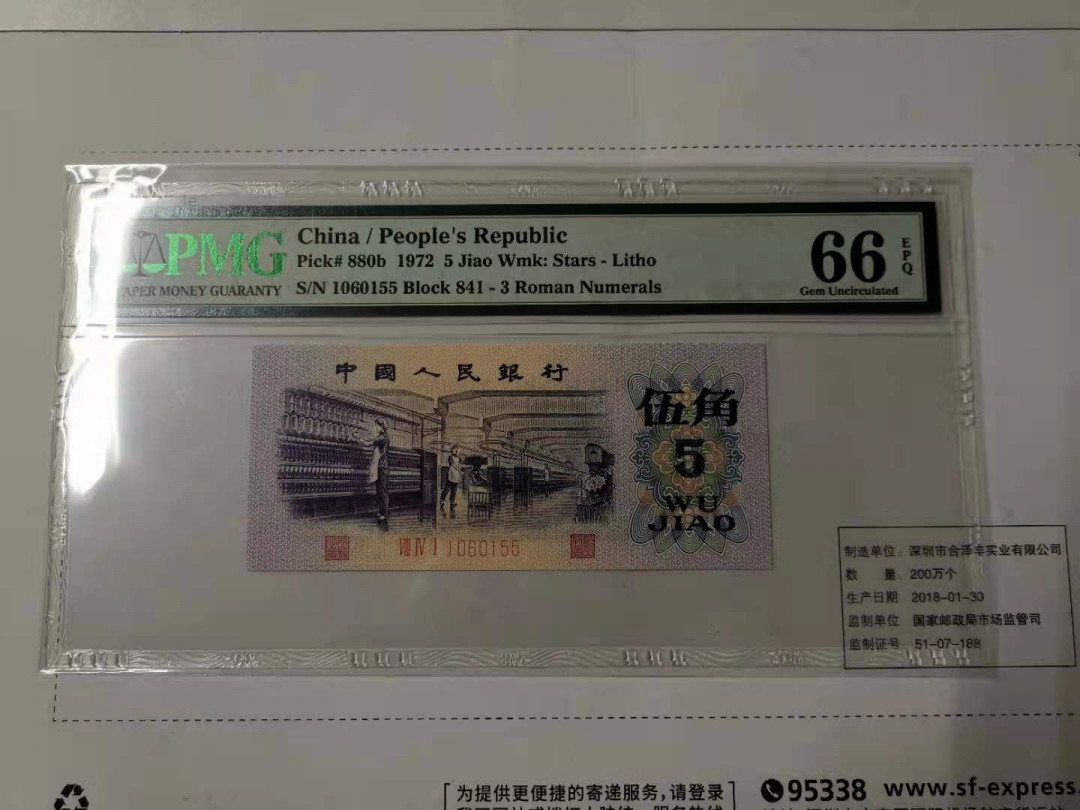 PMG
PAPER MONEY GUARANTY
China / People's Republic
Pick# 880b 1972 5 Jiao Wmk: Stars - Litho
S/N 1060155 Block 841 - 3 Roman Numerals
66
EPQ
Gem Uncirculated
中國人民銀行
伍角
5
WU
JIAO
VIII IV I 1060155
制造单位: 深圳市合泽丰实业有限公司
数 量 200万个
生产日期 2018-01-30
监制单位 国家邮政局市场监管司
监制证号 51-07-188
为提供更便捷的寄递服务,请登录
95338 www.sf-express